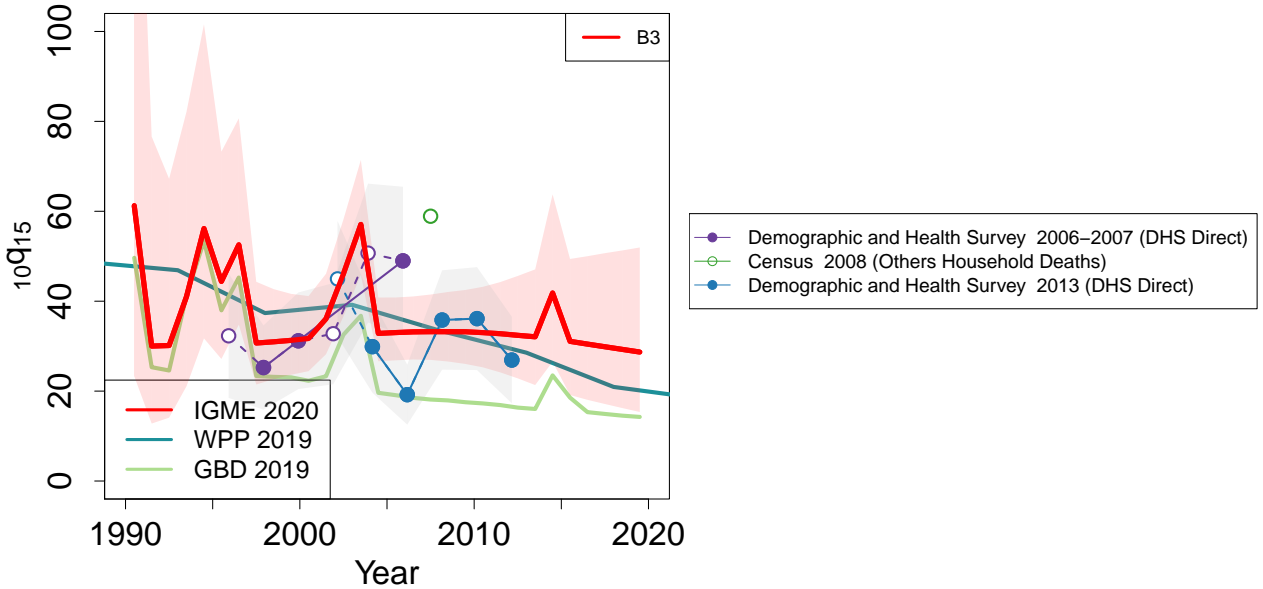 100
80
60
40
20
0
10q15
B3
IGME 2020
WPP 2019
GBD 2019
1990
2000
2010
2020
Year
Demographic and Health Survey 2006−2007 (DHS Direct)
Census 2008 (Others Household Deaths)
Demographic and Health Survey 2013 (DHS Direct)